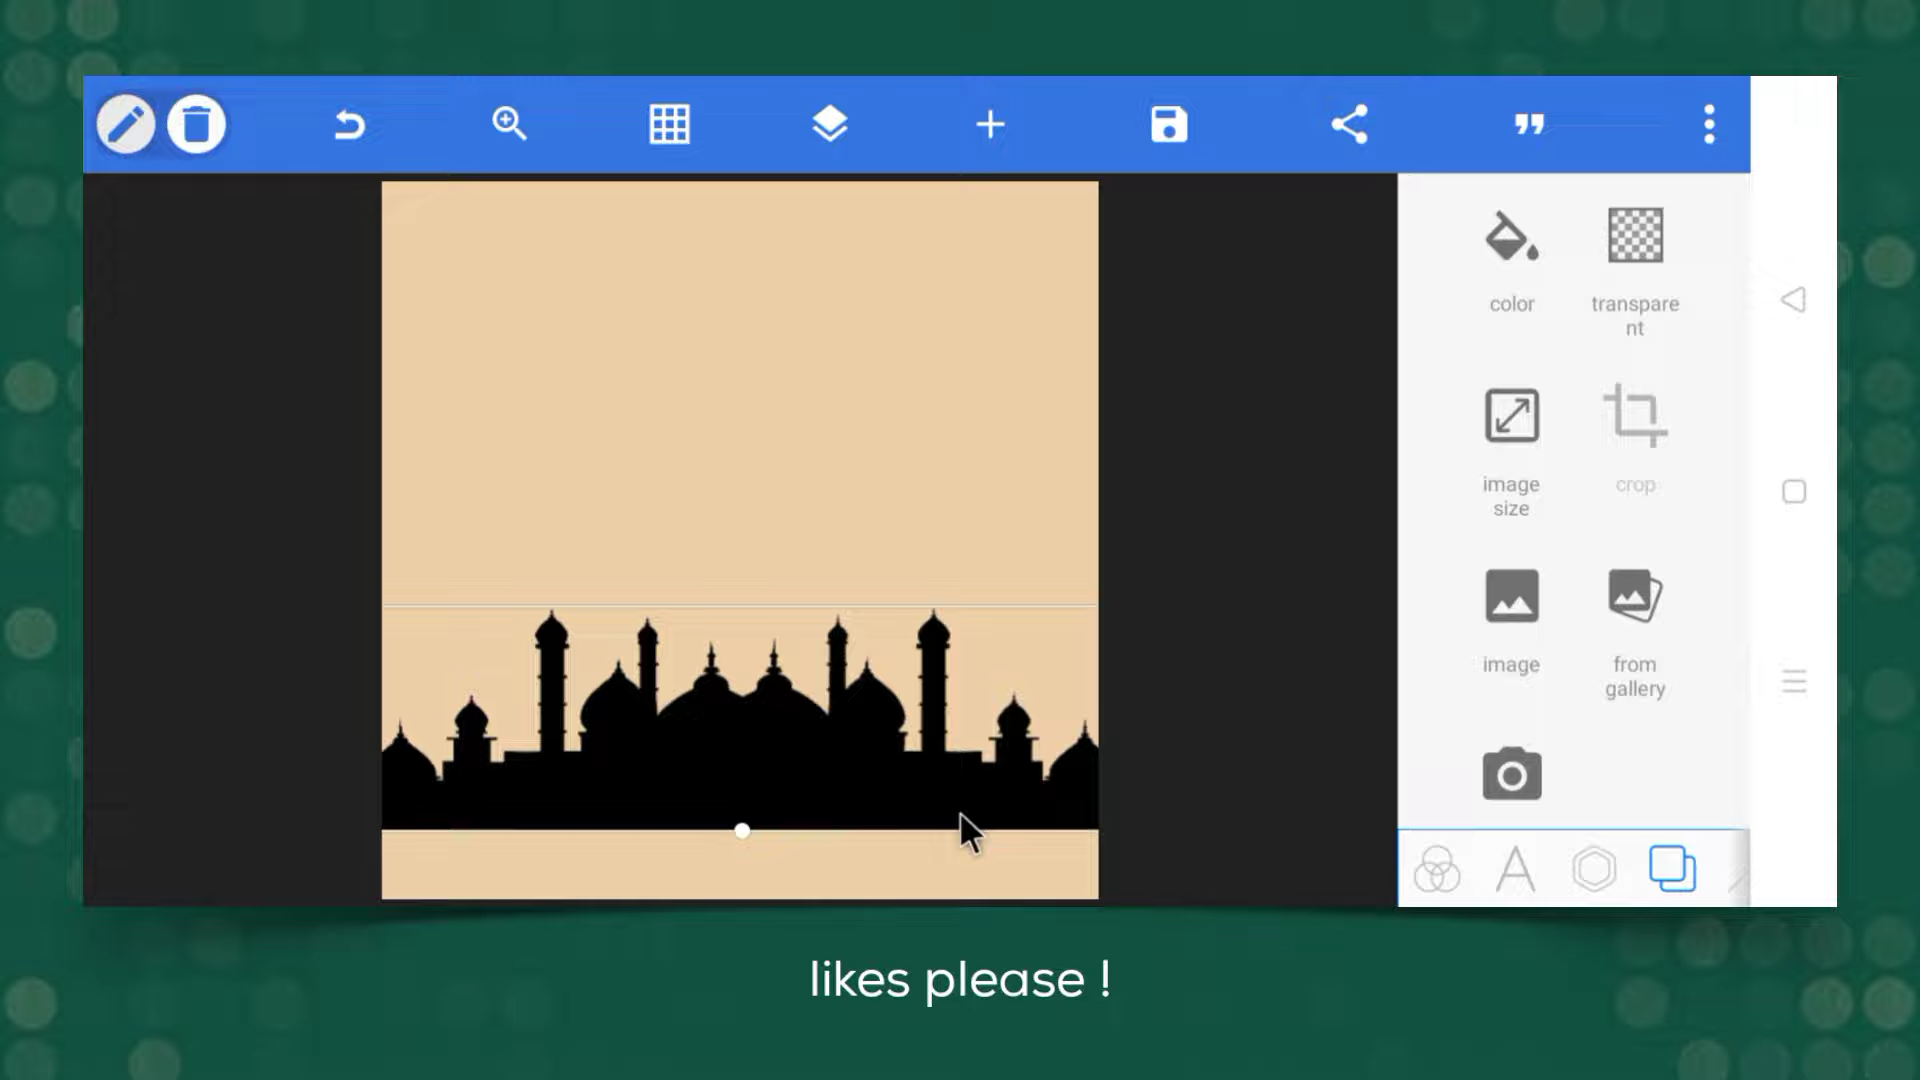 color
transpare
nt
image
size
crop
image
from
gallery
likes please !